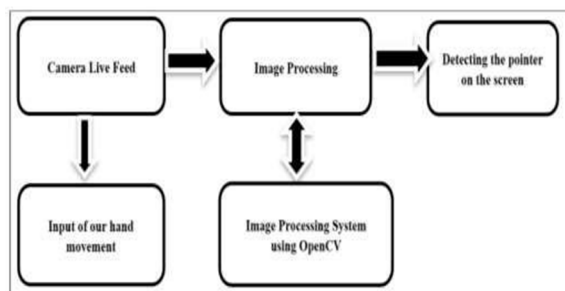 Camera Live Feed
Image Processing
Detecting the pointer
on the screen
Input of our hand
movement
Image Processing System
using OpenCV